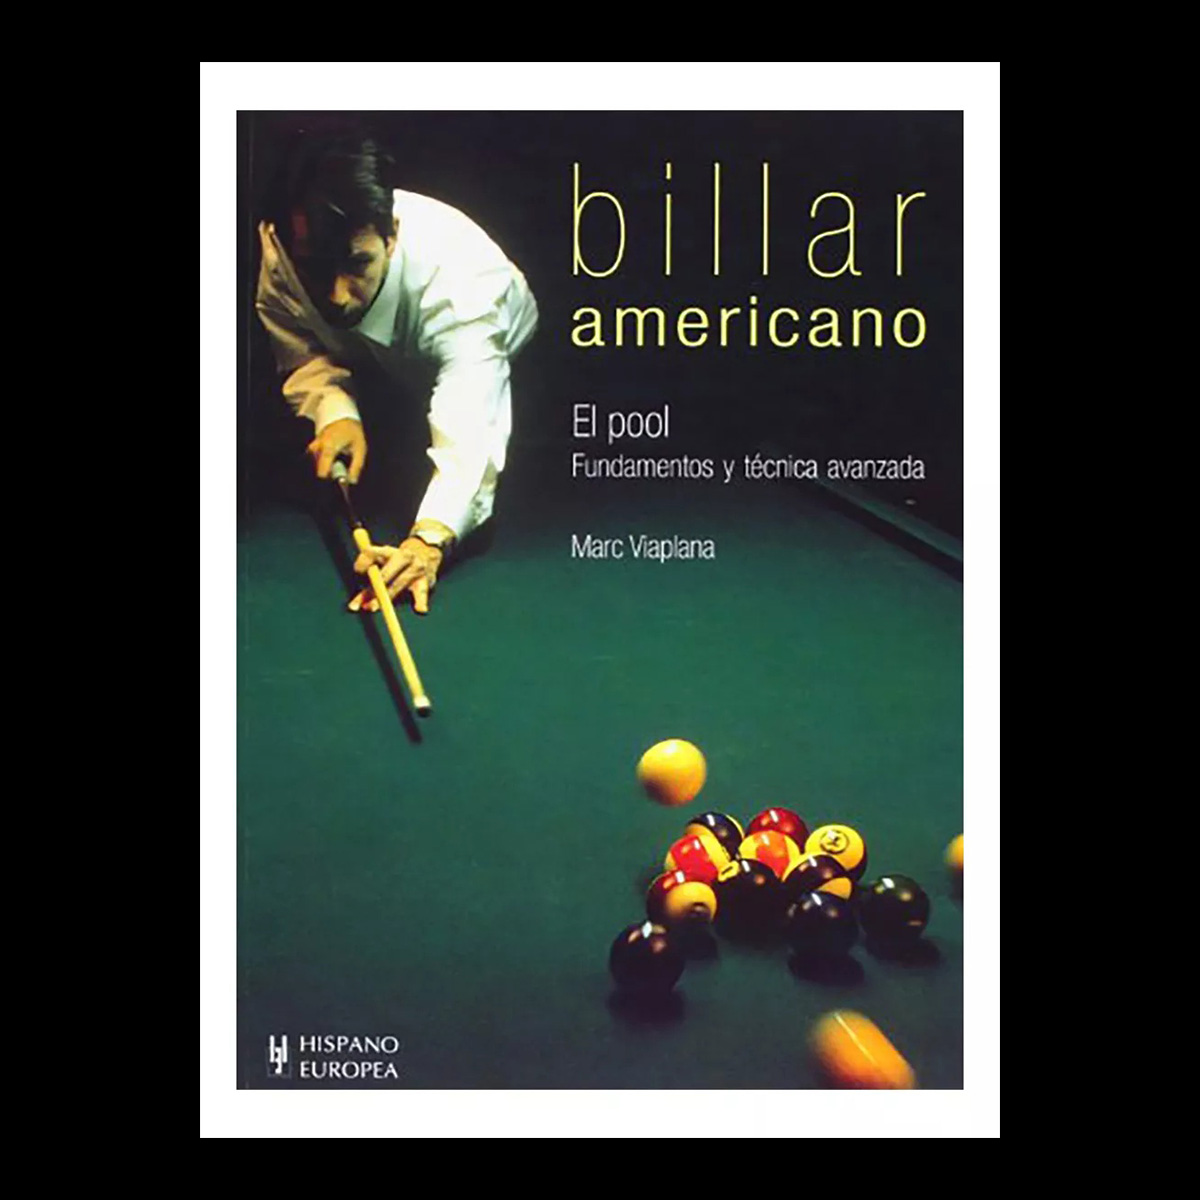 billar
americano
El pool
Fundamentos y técnica avanzada
Marc Viaplana
HISPANO
EUROPEA